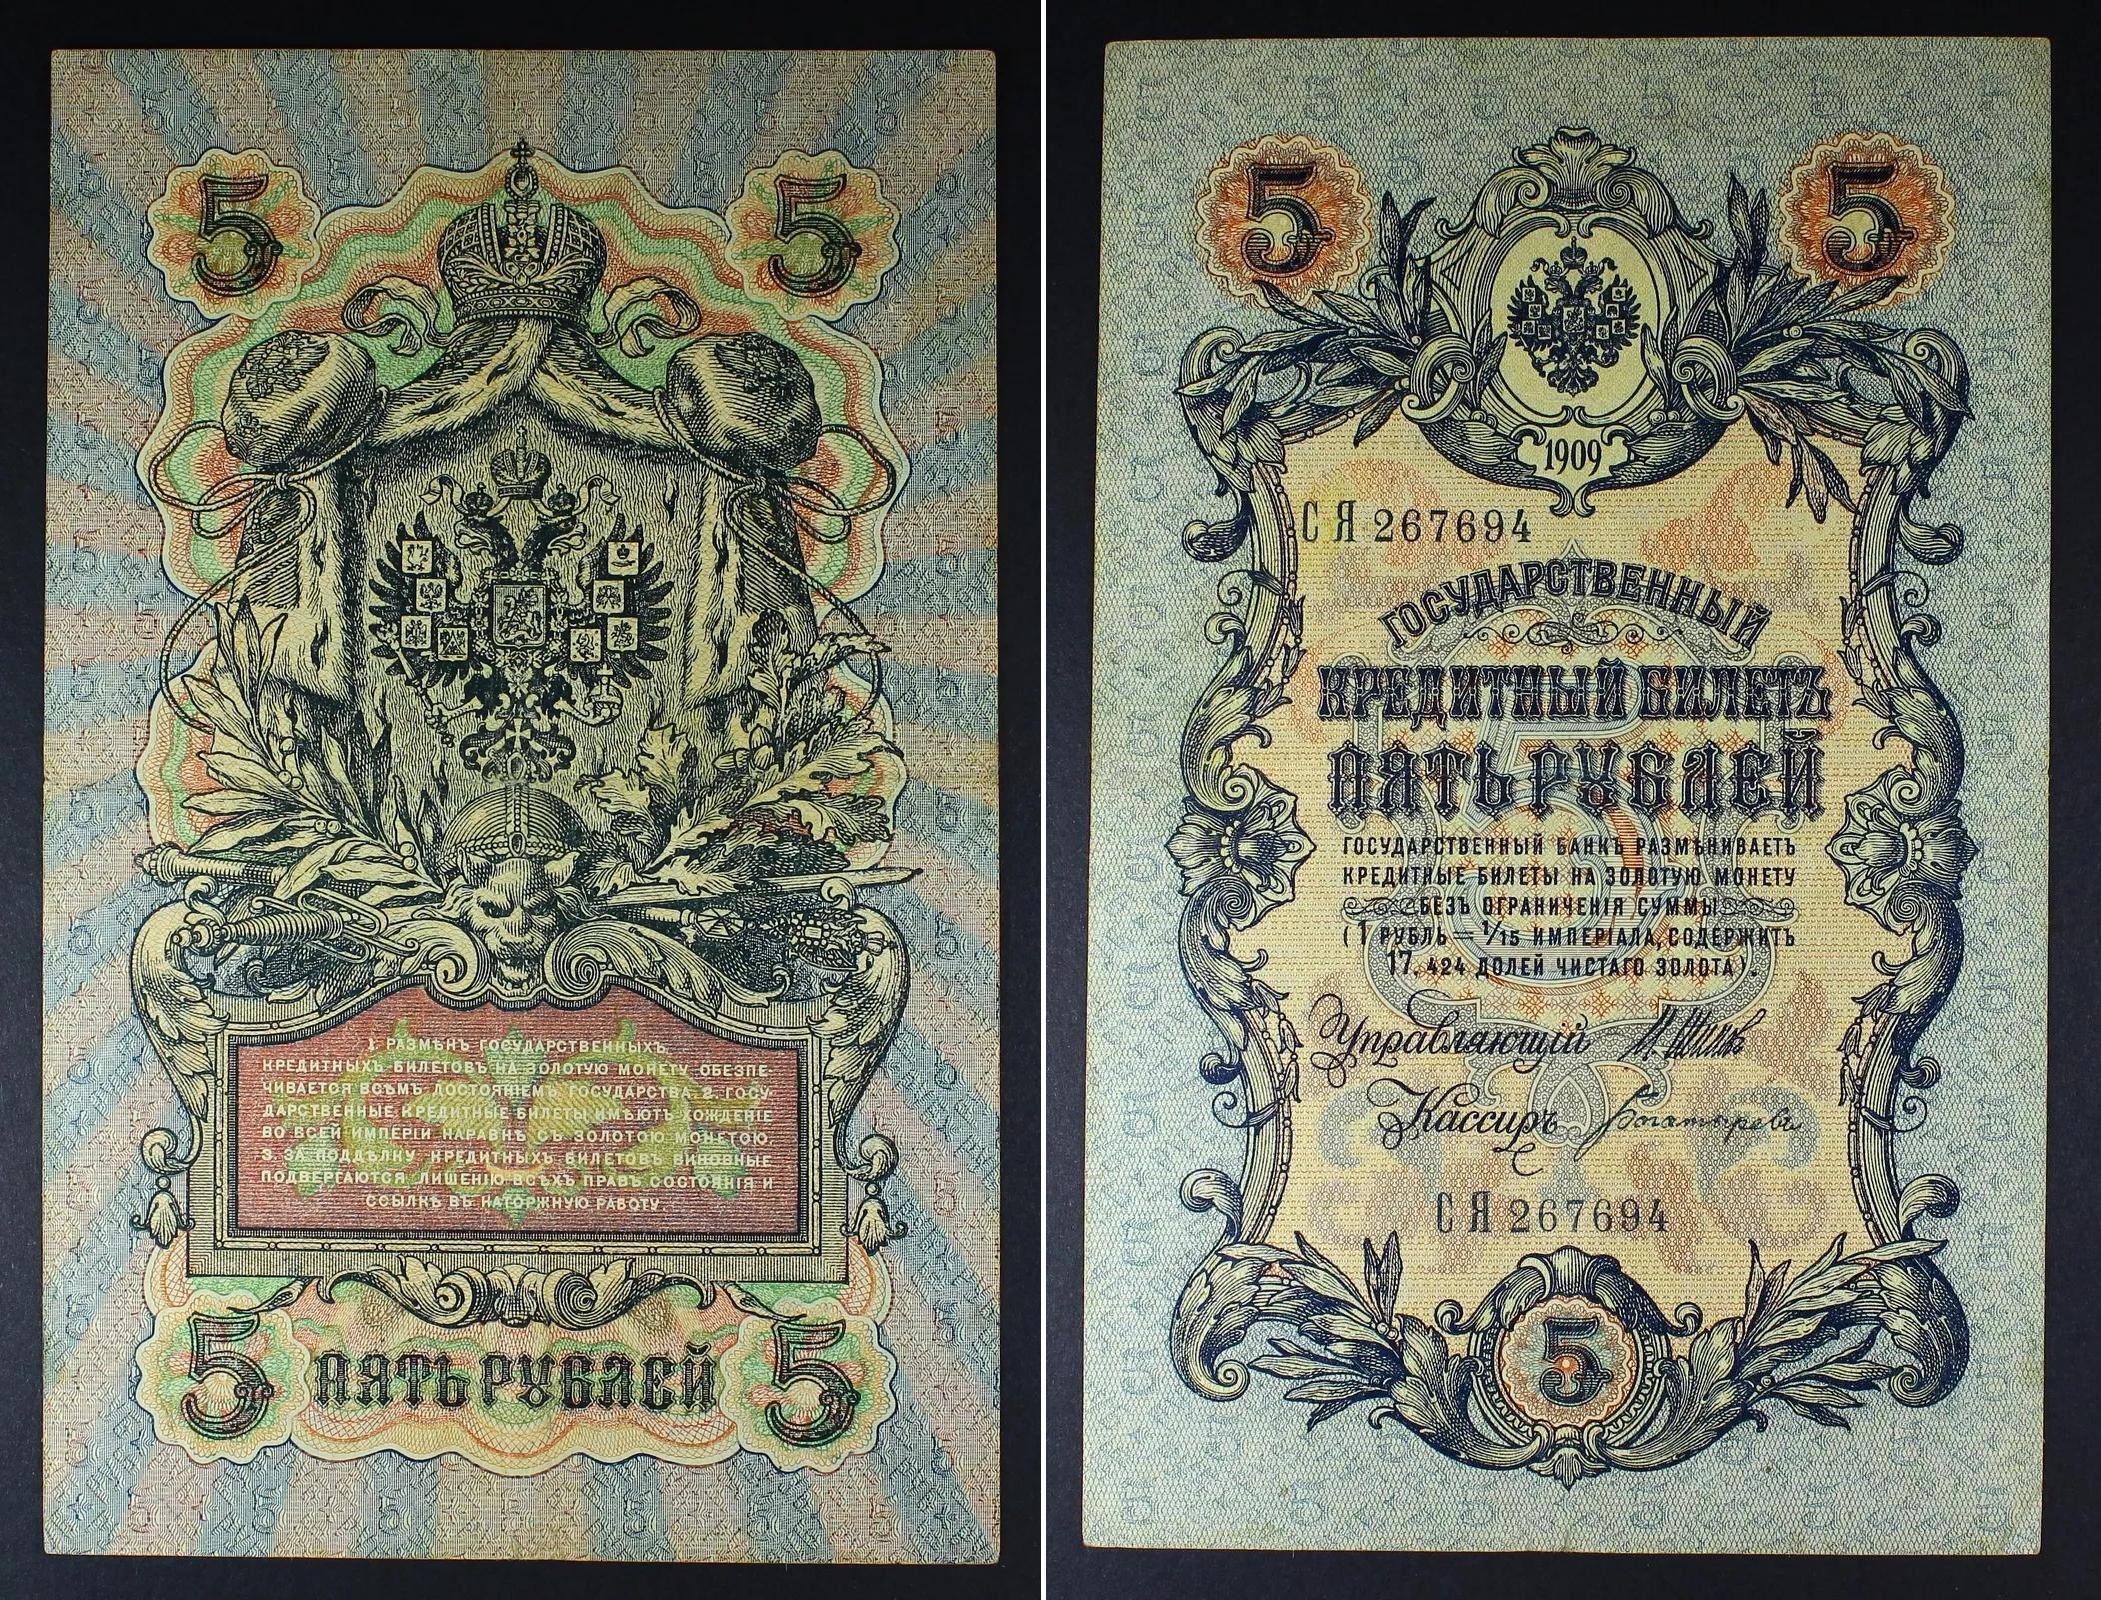 5 5
1. РАЗМѢНЪ ГОСУДАРСТВЕННЫХЪ
КРЕДИТНЫХЪ БИЛЕТОВЪ НА ЗОЛОТУЮ МОНЕТУ ОБЕЗПЕ-
ЧИВАЕТСЯ ВСѢМЪ ДОСТОЯНІЕМЪ ГОСУДАРСТВА 2. ГОСУ-
ДАРСТВЕННЫЕ КРЕДИТНЫЕ БИЛЕТЫ ИМѢЮТЪ ХОЖДЕНІЕ
ВО ВСЕЙ ИМПЕРІИ НАРАВНѢ СЪ ЗОЛОТОЮ МОНЕТОЮ.
3. ЗА ПОДДѢЛКУ КРЕДИТНЫХЪ БИЛЕТОВЪ ВИНОВНЫЕ
ПОДВЕРГАЮТСЯ ЛИШЕНІЮ ВСѢХЪ ПРАВЪ СОСТОЯНІЯ И
ССЫЛКѢ ВЪ КАТОРЖНУЮ РАБОТУ.
5 ПЯТЬ РУБЛЕЙ 5
5 5
1909
СЯ 267694
ГОСУДАРСТВЕННЫЙ
КРЕДИТНЫЙ БИЛЕТЪ
ПЯТЬ РУБЛЕЙ
ГОСУДАРСТВЕННЫЙ БАНКЪ РАЗМѢНИВАЕТЪ
КРЕДИТНЫЕ БИЛЕТЫ НА ЗОЛОТУЮ МОНЕТУ
БЕЗЪ ОГРАНИЧЕНІЯ СУММЫ
(1 РУБЛЬ = 1/15 ИМПЕРІАЛА, СОДЕРЖИТЪ
17,424 ДОЛЕЙ ЧИСТАГО ЗОЛОТА).
Управляющій И. Шипов
Кассиръ Богатыревъ
СЯ 267694
5